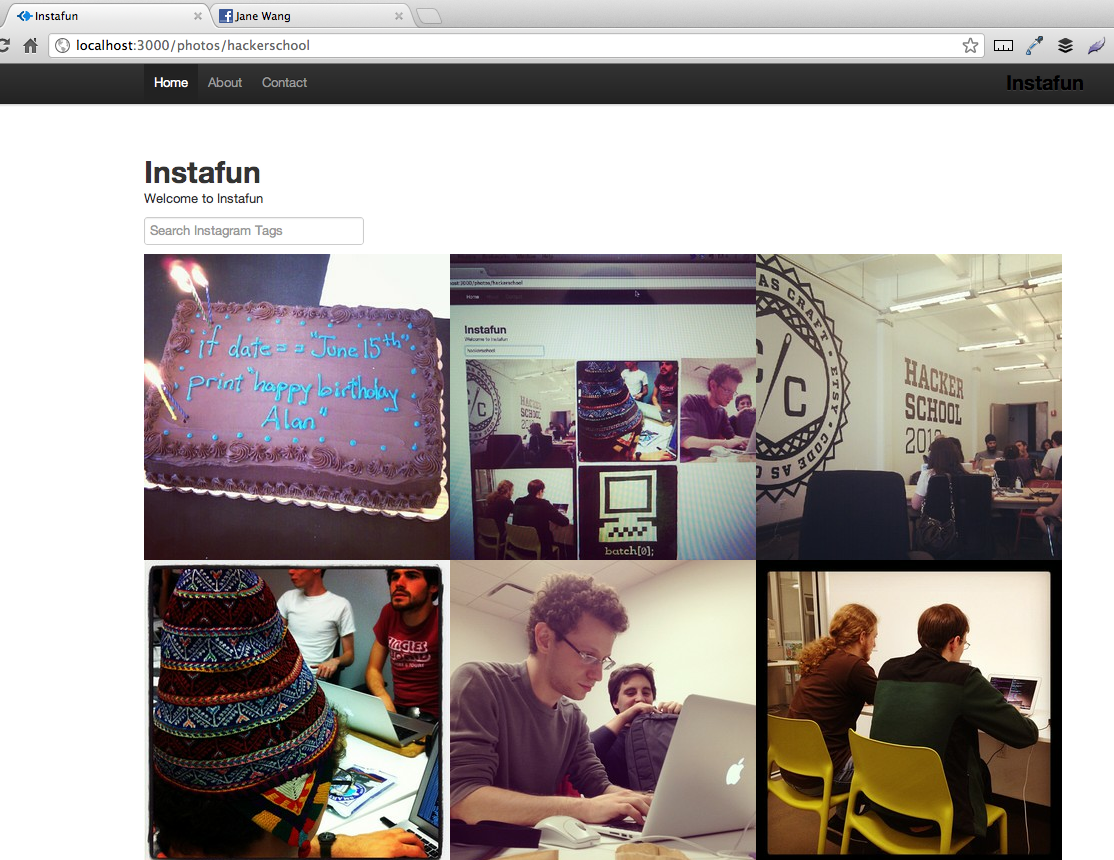 Instafun
Jane Wang
localhost:3000/photos/hackerschool
Home About Contact
Instafun
Instafun
Welcome to Instafun
Search Instagram Tags
if date == "June 15th"
print "happy birthday
Alan"
Home
Instafun
Welcome to Instafun
hackerschool
batch[0];
AS CRAFT · ETSY · CODE AS C
C/C
HACKER
SCHOOL